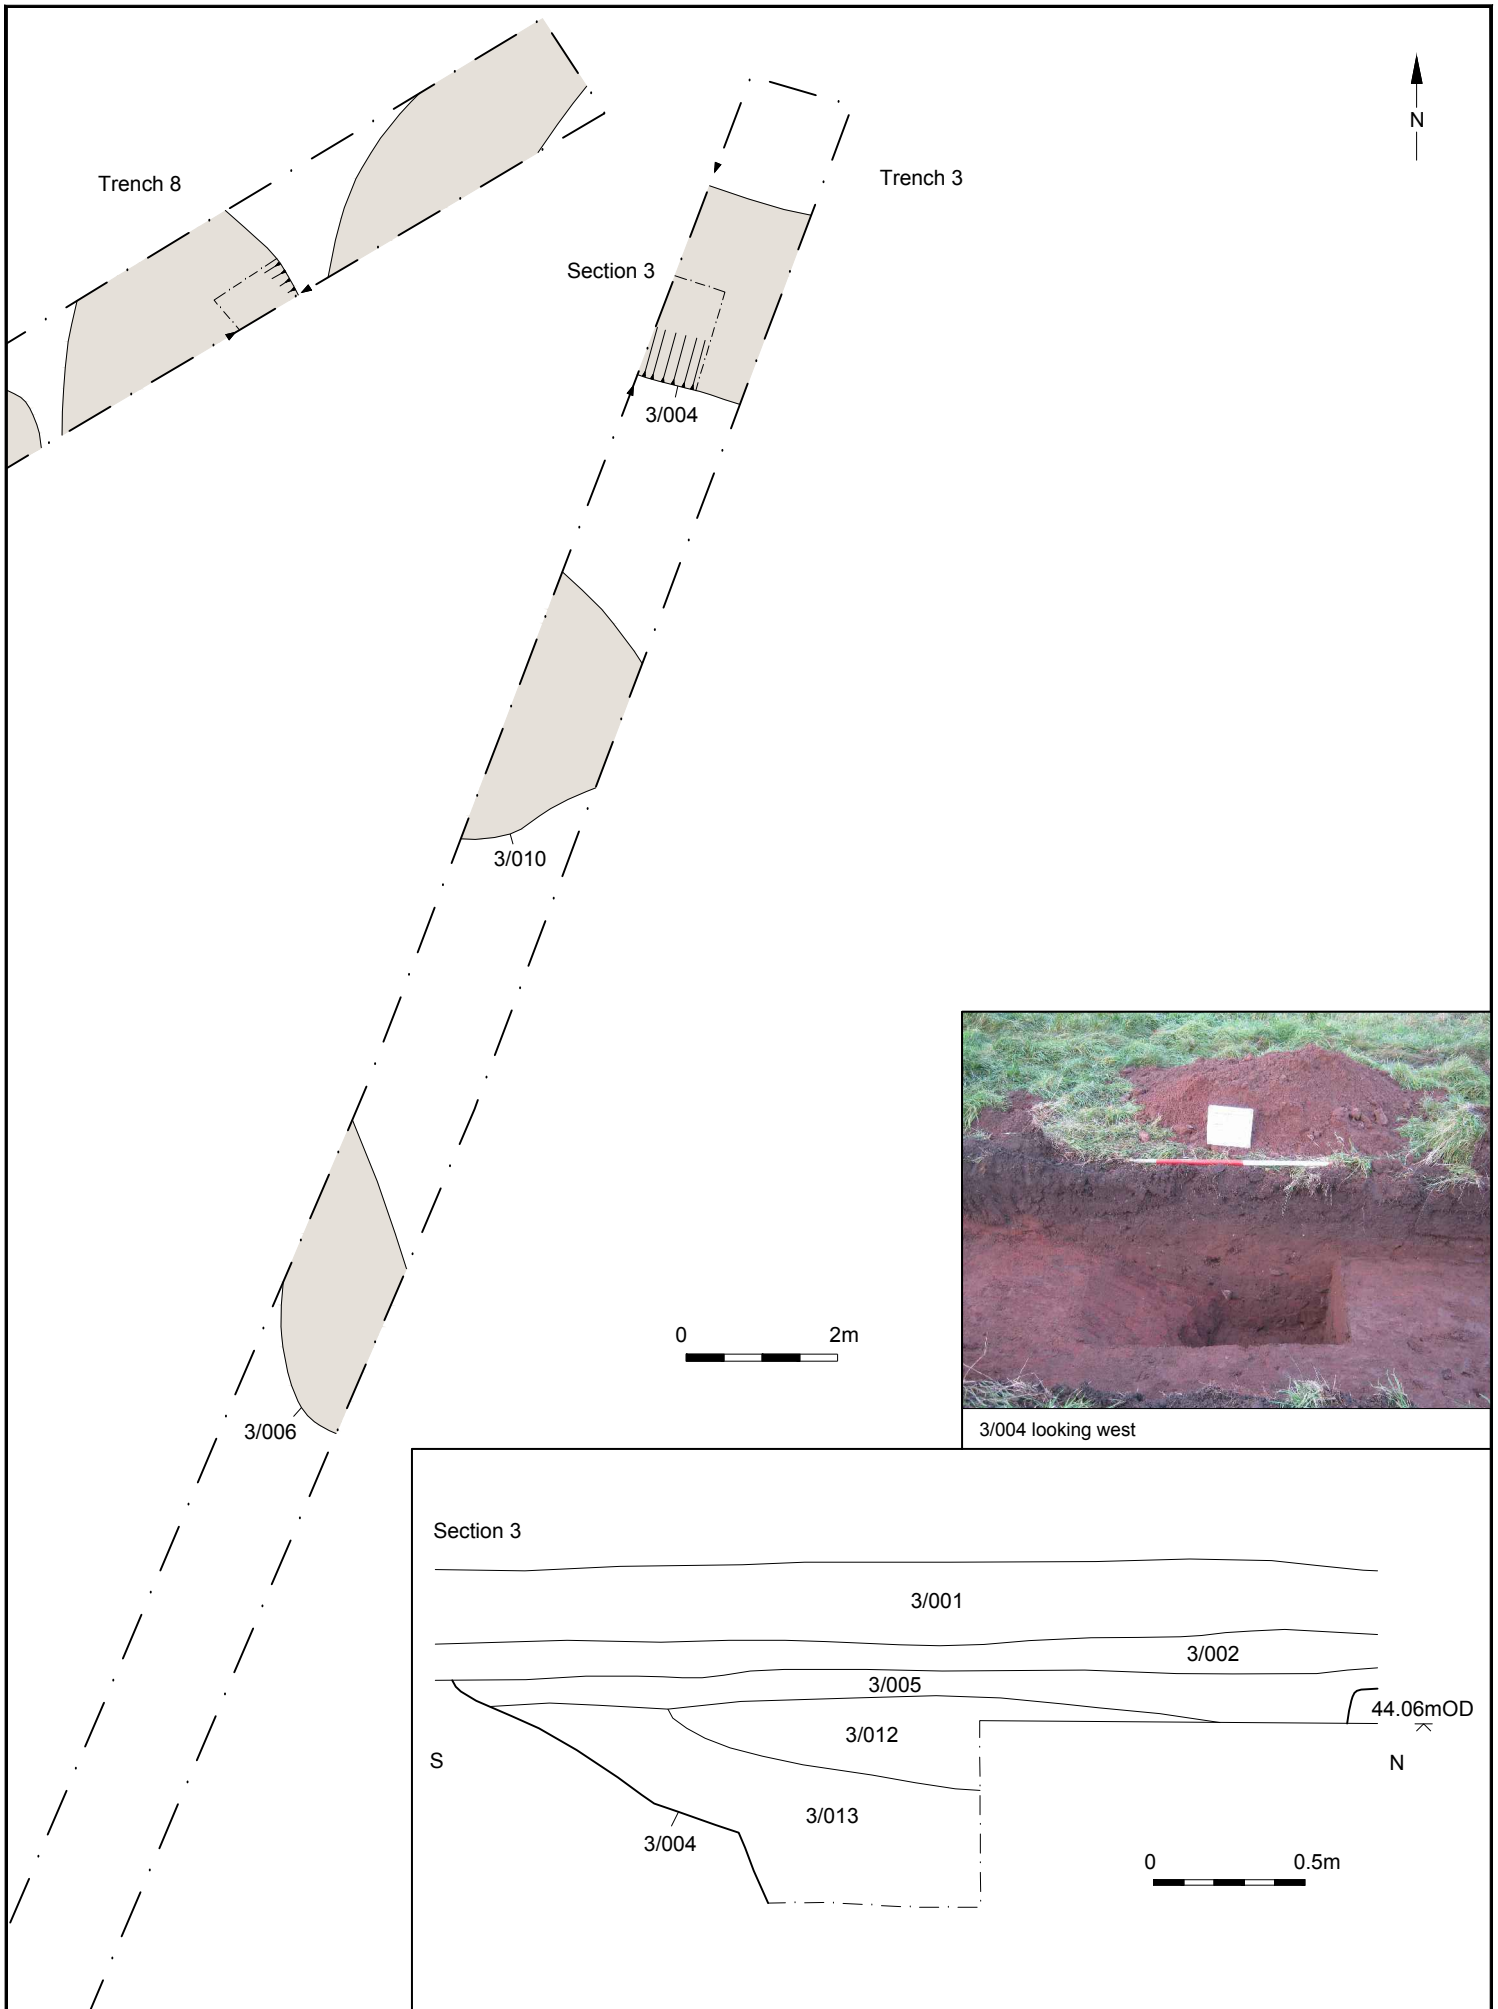 N
Trench 8
Trench 3
Section 3
3/004
3/010
0 2m
3/006
3/004 looking west
Section 3
3/001
3/002
3/005
44.06mOD
3/012
S
N
3/013
3/004
0 0.5m